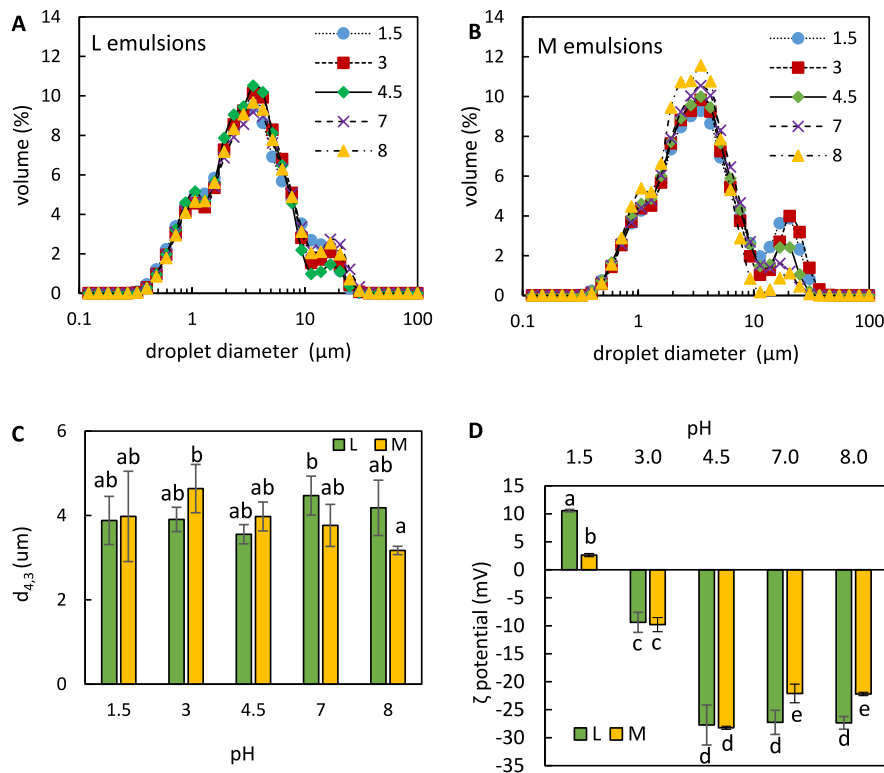 A
L emulsions
1.5
3
4.5
7
8
14
12
10
8
6
4
2
0
volume (%)
0.1
1
10
100
droplet diameter (μm)
B
M emulsions
1.5
3
4.5
7
8
14
12
10
8
6
4
2
0
volume (%)
0.1
1
10
100
droplet diameter (μm)
C
L M
6
4
2
0
d4,3 (um)
ab ab ab b ab ab b ab ab a
1.5 3 4.5 7 8
pH
D
pH
1.5 3.0 4.5 7.0 8.0
15
10
5
0
-5
-10
-15
-20
-25
-30
-35
ζ potential (mV)
a b c c d d d e d e
L M